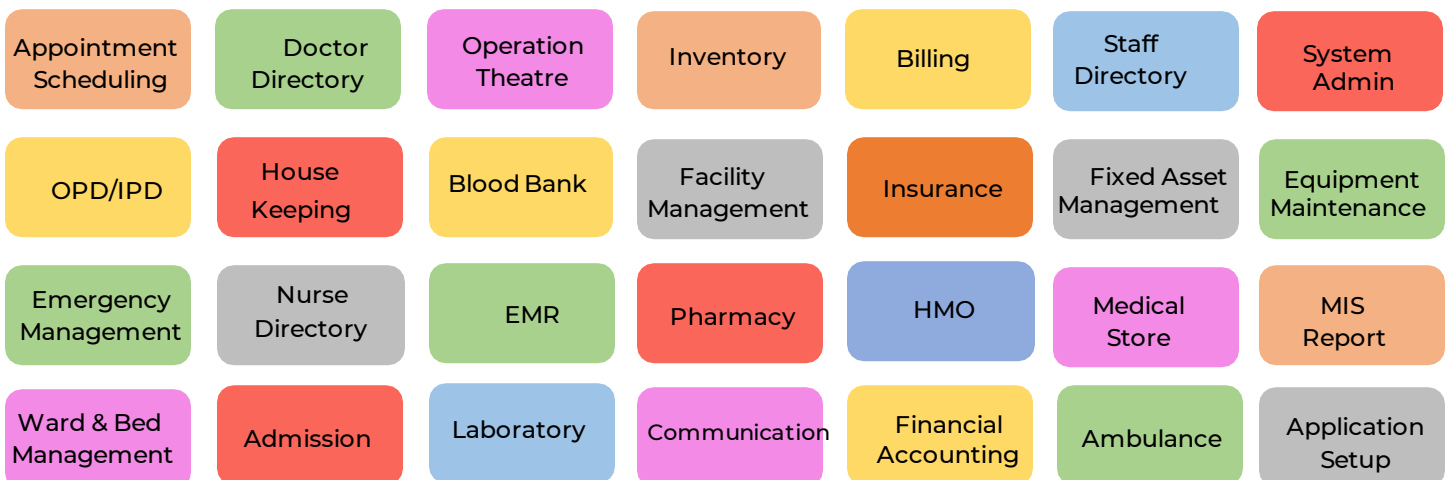 Appointment
Scheduling
Doctor
Directory
Operation
Theatre
Inventory
Billing
Staff
Directory
System
Admin
OPD/IPD
House
Keeping
Blood Bank
Facility
Management
Insurance
Fixed Asset
Management
Equipment
Maintenance
Emergency
Management
Nurse
Directory
EMR
Pharmacy
HMO
Medical
Store
MIS
Report
Ward & Bed
Management
Admission
Laboratory
Communication
Financial
Accounting
Ambulance
Application
Setup